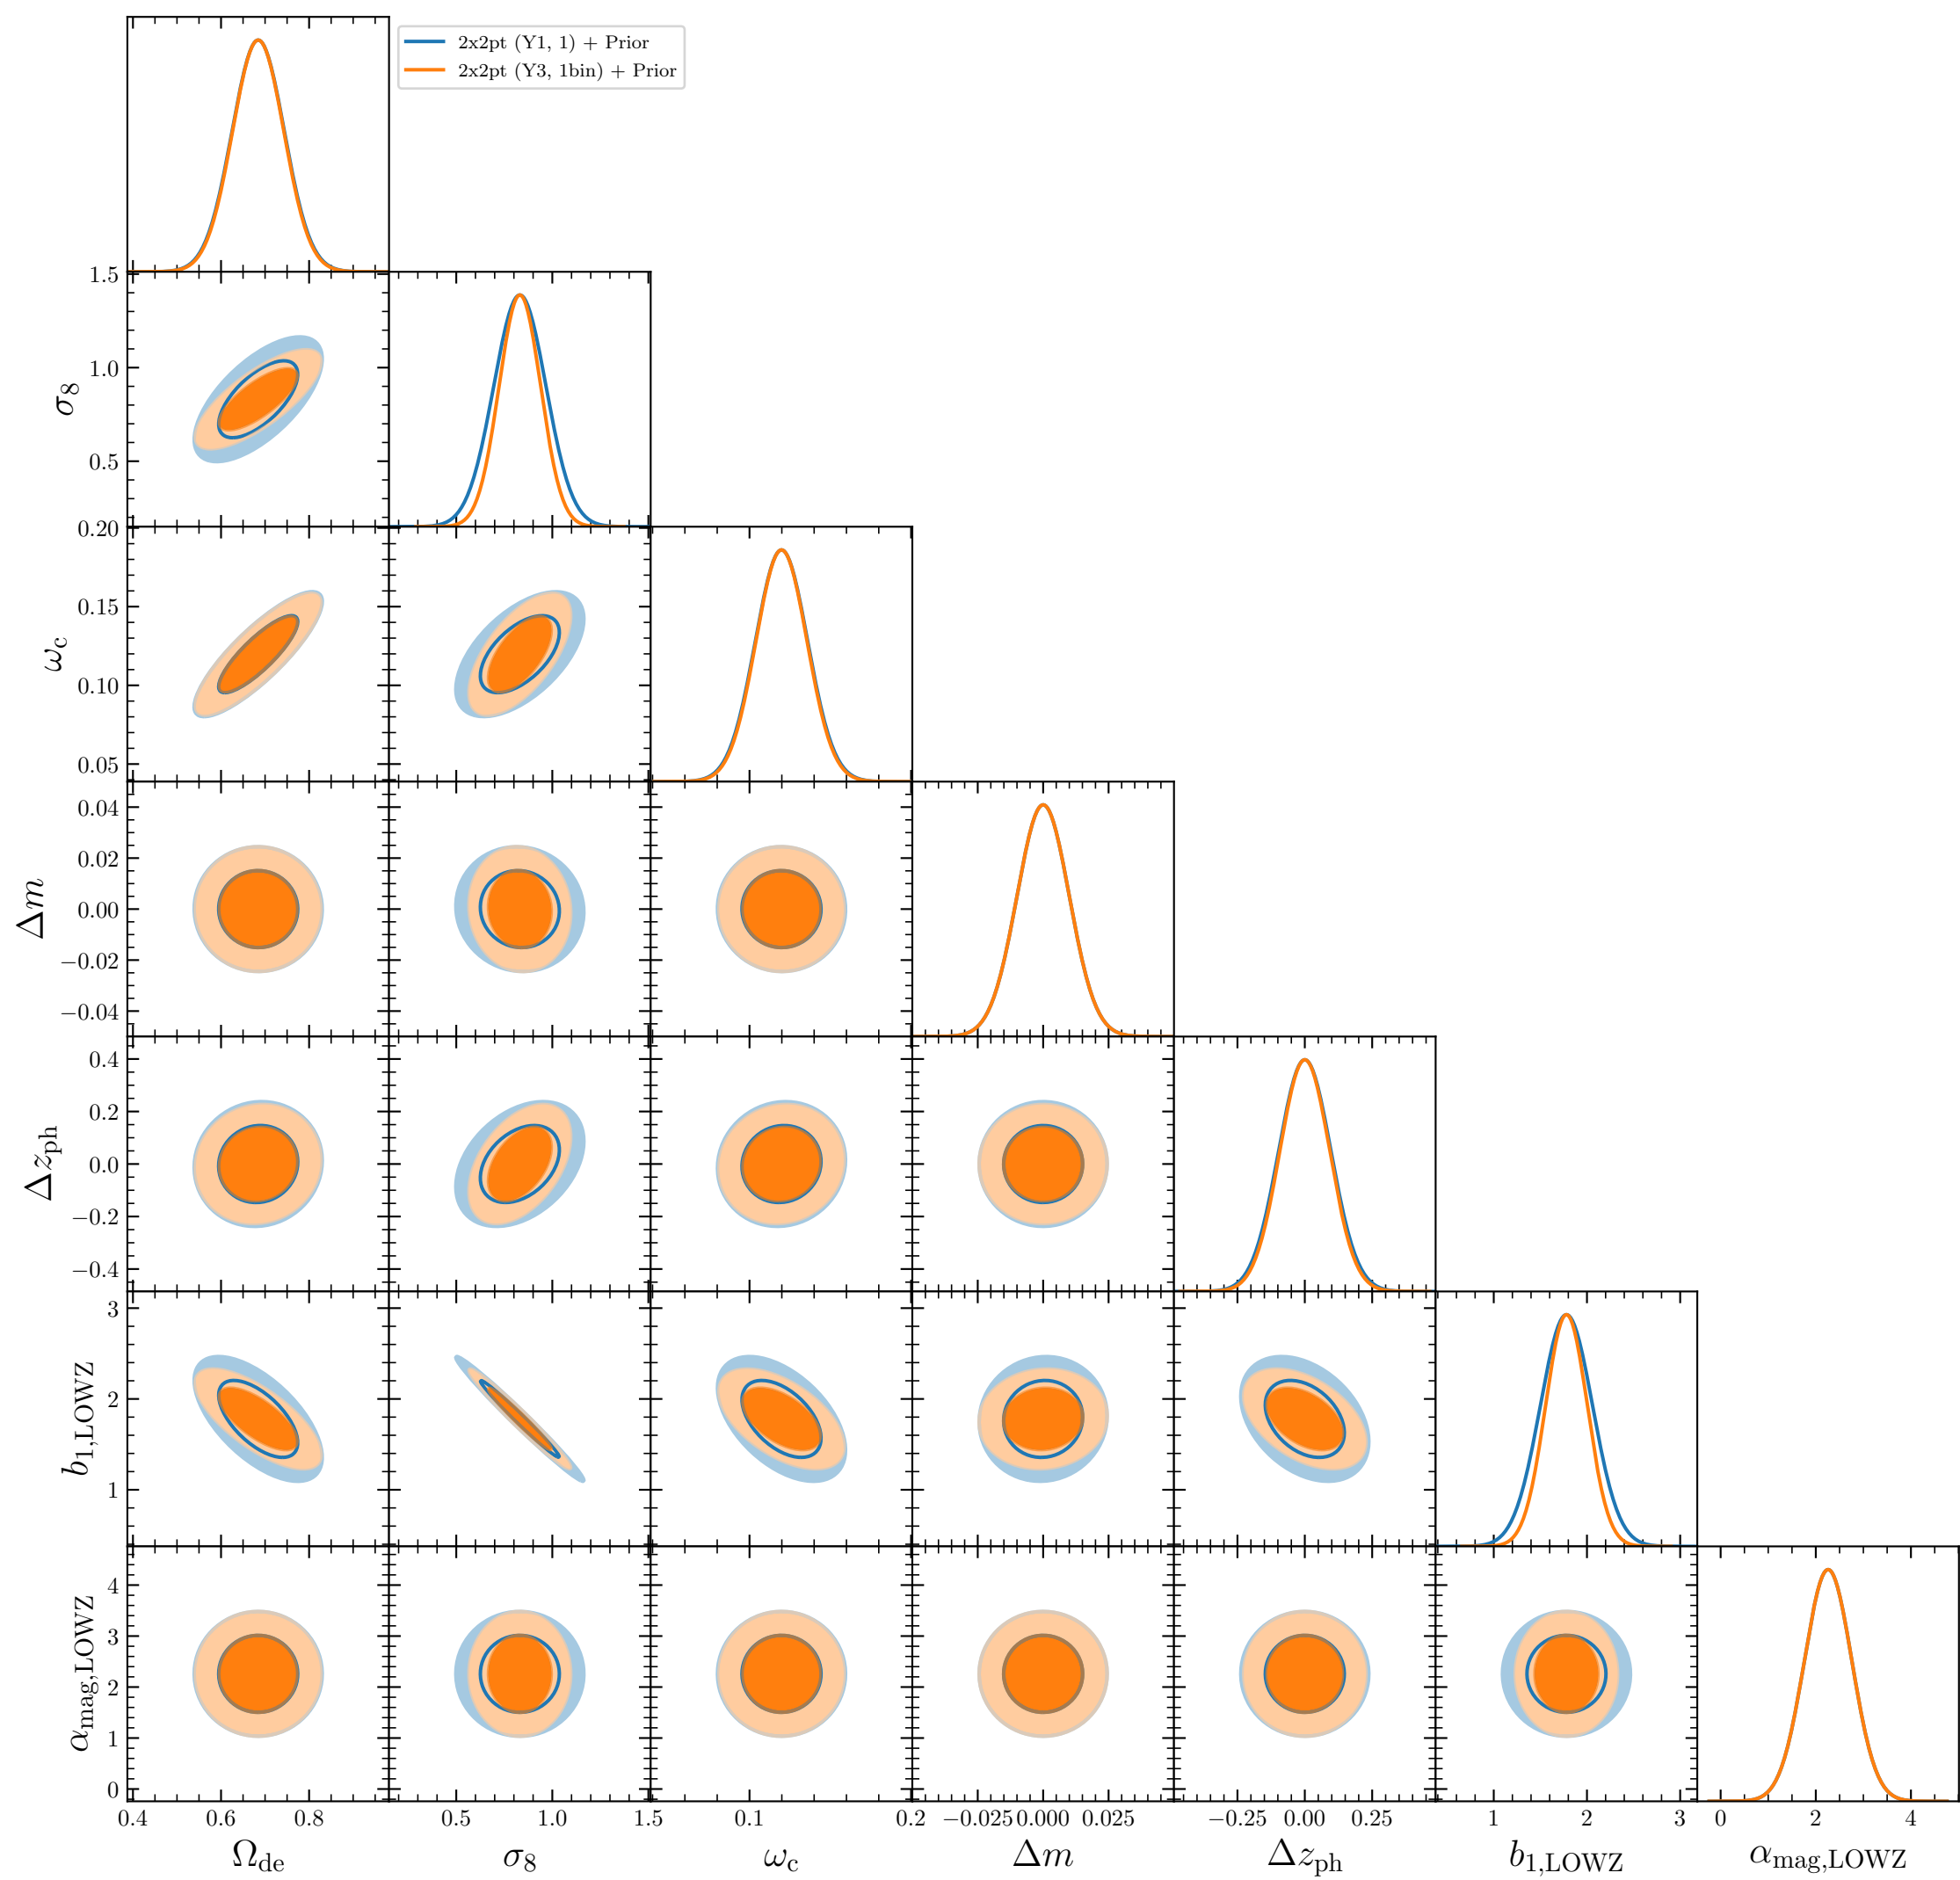 2x2pt (Y1, 1) + Prior
2x2pt (Y3, 1bin) + Prior
1.5
1.0
0.5
σ8
0.20
0.15
0.10
0.05
ωc
0.04
0.02
0.00
−0.02
−0.04
Δm
0.4
0.2
0.0
−0.2
−0.4
Δzph
3
2
1
b1,LOWZ
4
3
2
1
0
αmag,LOWZ
0.4 0.6 0.8 0.5 1.0 1.5 0.1 0.2 −0.025 0.000 0.025 −0.25 0.00 0.25 1 2 3 0 2 4
Ωde σ8 ωc Δm Δzph b1,LOWZ αmag,LOWZ